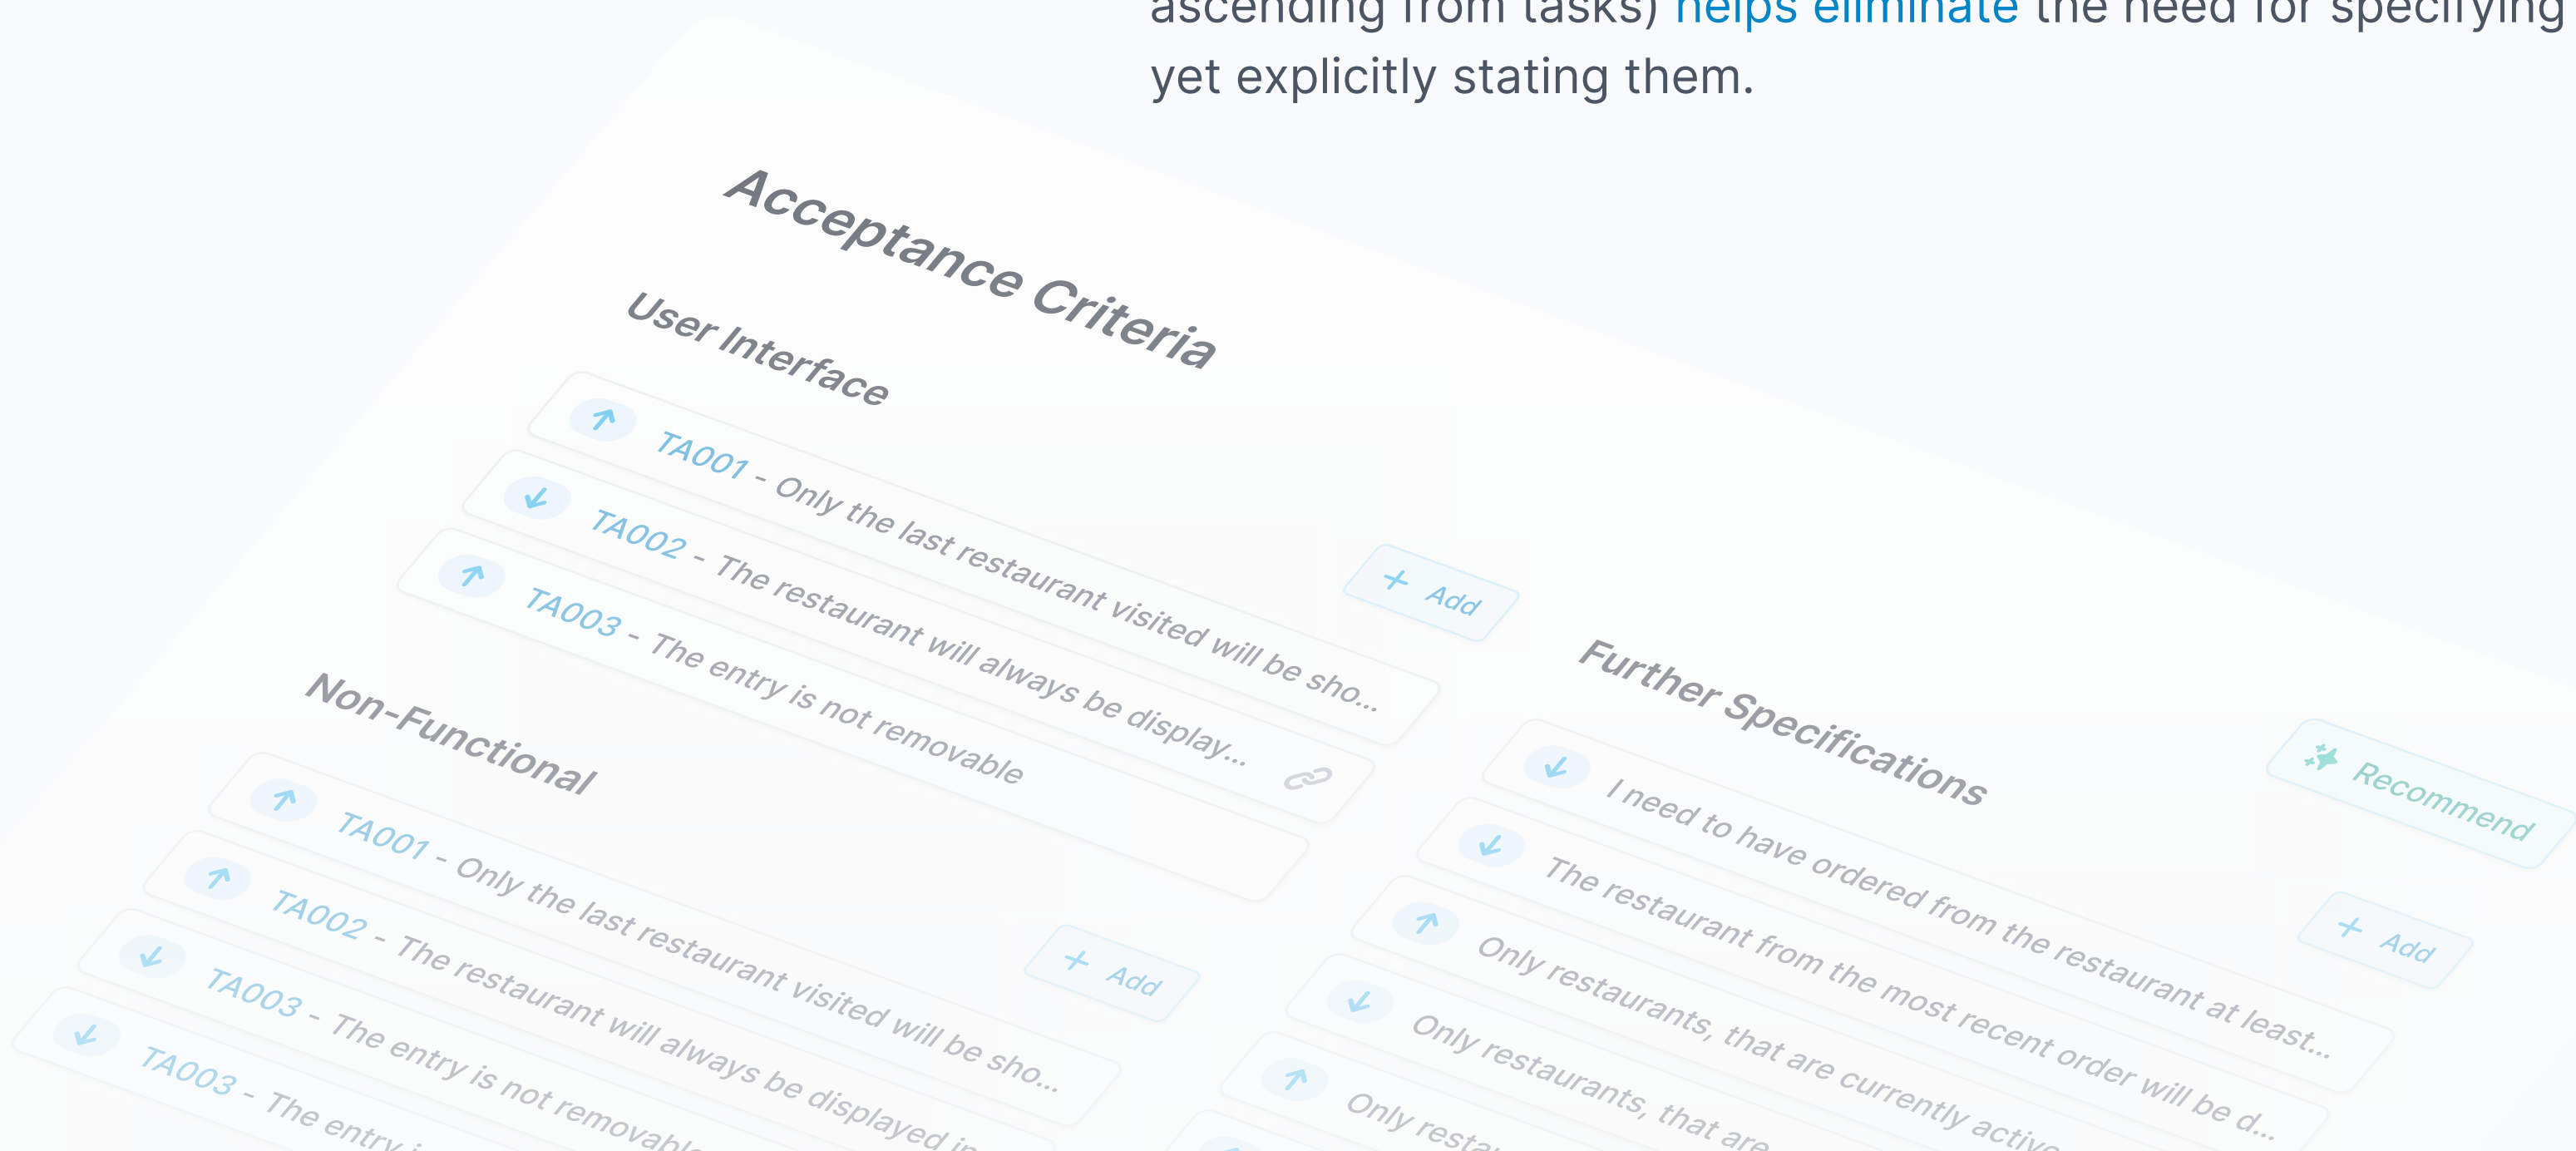 ascending from tasks) helps eliminate the need for specifying
yet explicitly stating them.
Acceptance Criteria
User Interface
+ Add
TA001 - Only the last restaurant visited will be sho...
TA002 - The restaurant will always be display...
TA003 - The entry is not removable
Non-Functional
+ Add
TA001 - Only the last restaurant visited will be sho...
TA002 - The restaurant will always be displayed in
TA003 - The entry is not removable
TA003 - The entry i
Further Specifications
Recommend
+ Add
I need to have ordered from the restaurant at least...
The restaurant from the most recent order will be d...
Only restaurants, that are currently active
Only restaurants, that are
Only resta